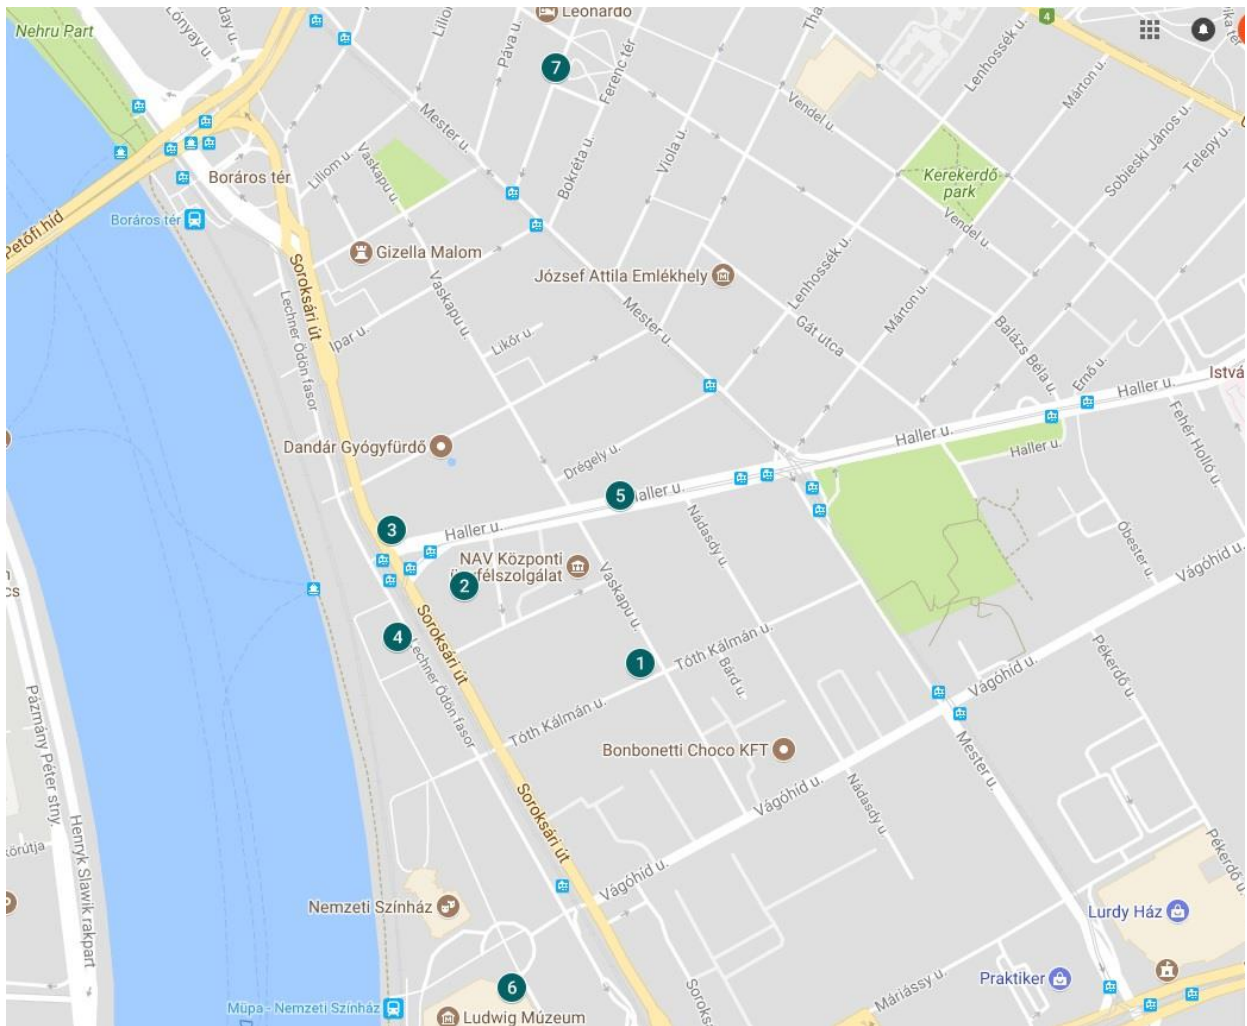 Nehru Part
Lónyay u.
Páva u.
Leonardo
4
7
Ferenc tér
Mester u.
Bokréta u.
Viola u.
Vendel u.
Lenhossék u.
Márton u.
Sobiecki János u.
Telepy u.
Kerekerdő
park
Vendel u.
Liliom u.
Vaskapu u.
Boráros tér
Boráros tér
Petőfi híd
Gizella Malom
Soroksári út
Lechner Ödön fasor
Vaskapu u.
Ipar u.
Likőr u.
József Attila Emlékhely
Mester u.
Lenhossék u.
Gát utca
Márton u.
Balázs Béla u.
Ernő u.
Haller u.
Istvá
Dandár Gyógyfürdő
Drégely u.
Haller u.
Haller u.
Fehér Holló u.
5
Haller u.
3
Haller u.
Nádasdy u.
Óbester u.
Vágóhíd u.
NAV Központi
2
4
Soroksári út
Lechner Ödön fasor
Vaskapu u.
1
Tóth Kálmán u.
Bárd u.
Tóth Kálmán u.
Bonbonetti Choco KFT
Vágóhíd u.
Pékerdő u.
Mester u.
Nádasdy u.
Vágóhíd u.
Soroksári út
Vágóhíd u.
Pékerdő u.
Pázmány Péter stny.
Henryk Slawik rakpart
körútja
Nemzeti Színház
Lurdy Ház
Praktiker
Máriássy u.
6
Müpa - Nemzeti Színház
Ludwig Múzeum